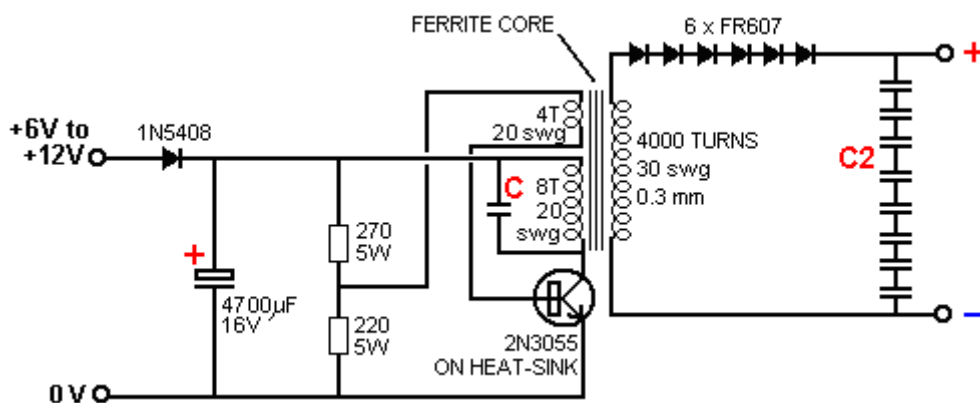 FERRITE CORE
6 x FR607
+
+6V to
+12V
1N5408
4T
20 swg
4000 TURNS
30 swg
0.3 mm
C
8T
20
swg
C2
270
5W
+
4700µF
16V
220
5W
2N3055
ON HEAT-SINK
0 V
−